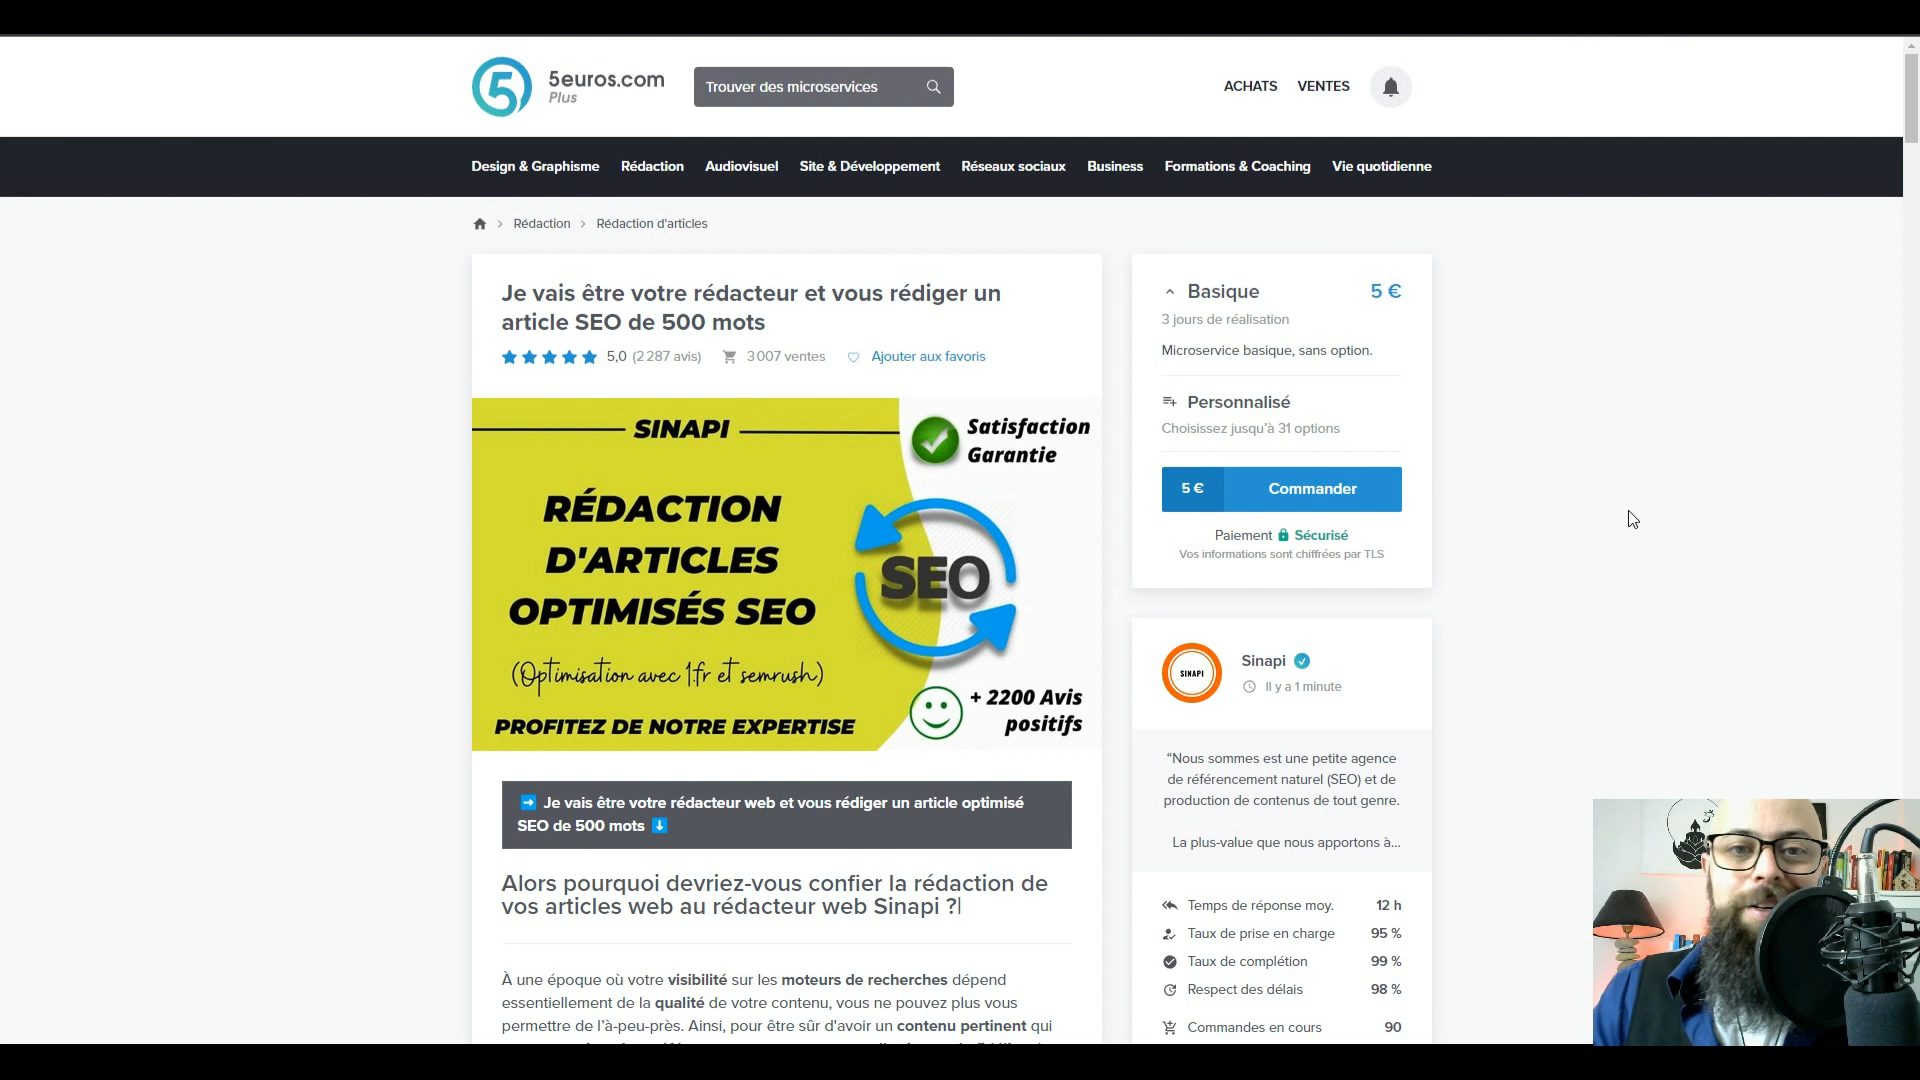 5euros.com
Plus
Trouver des microservices
ACHATS
VENTES
Design & Graphisme
Rédaction
Audiovisuel
Site & Développement
Réseaux sociaux
Business
Formations & Coaching
Vie quotidienne
Rédaction
Rédaction d'articles
Je vais être votre rédacteur et vous rédiger un
article SEO de 500 mots
5,0 (2 287 avis)
3 007 ventes
Ajouter aux favoris
SINAPI
Satisfaction
Garantie
RÉDACTION
D'ARTICLES
OPTIMISÉS SEO
SEO
(Optimisation avec 1.fr et semrush)
+ 2200 Avis
positifs
PROFITEZ DE NOTRE EXPERTISE
Je vais être votre rédacteur web et vous rédiger un article optimisé
SEO de 500 mots
Alors pourquoi devriez-vous confier la rédaction de
vos articles web au rédacteur web Sinapi ?
À une époque où votre visibilité sur les moteurs de recherches dépend
essentiellement de la qualité de votre contenu, vous ne pouvez plus vous
permettre de l'à-peu-près. Ainsi, pour être sûr d'avoir un contenu pertinent qui
Basique 5 €
3 jours de réalisation
Microservice basique, sans option.
Personnalisé
Choisissez jusqu'à 31 options
5 € Commander
Paiement Sécurisé
Vos informations sont chiffrées par TLS
SINAPI
Sinapi
Il y a 1 minute
“Nous sommes est une petite agence
de référencement naturel (SEO) et de
production de contenus de tout genre.
La plus-value que nous apportons à...
Temps de réponse moy. 12 h
Taux de prise en charge 95 %
Taux de complétion 99 %
Respect des délais 98 %
Commandes en cours 90